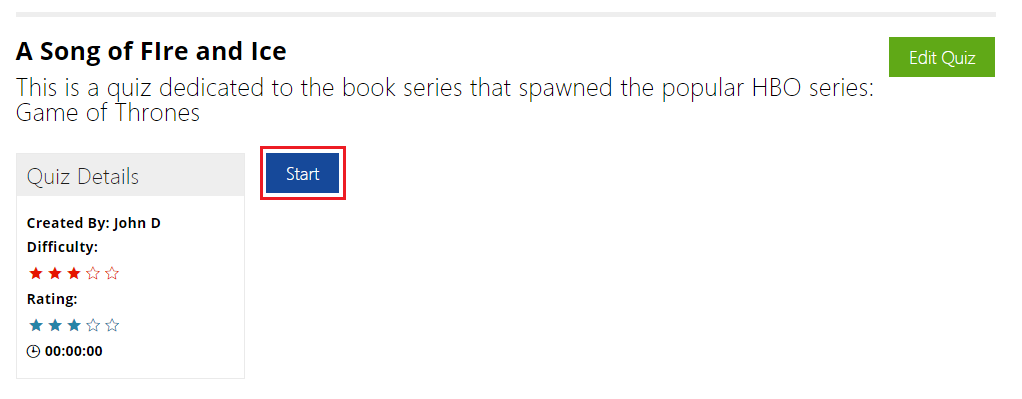 A Song of FIre and Ice
Edit Quiz
This is a quiz dedicated to the book series that spawned the popular HBO series:
Game of Thrones
Quiz Details
Start
Created By: John D
Difficulty:
Rating:
00:00:00